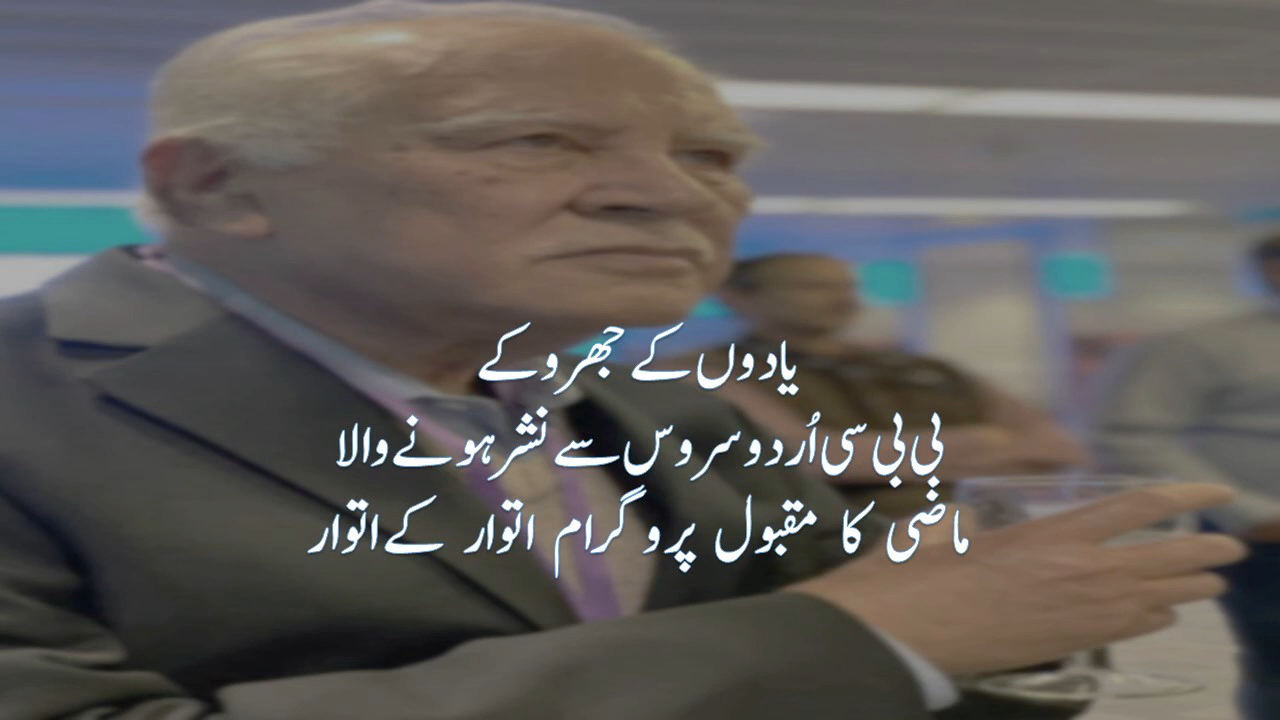 یادوں کے جھروکے
بی بی سی اُردو سروس سے نشر ہونے والا
ماضی کا مقبول پروگرام اتوار کے اتوار